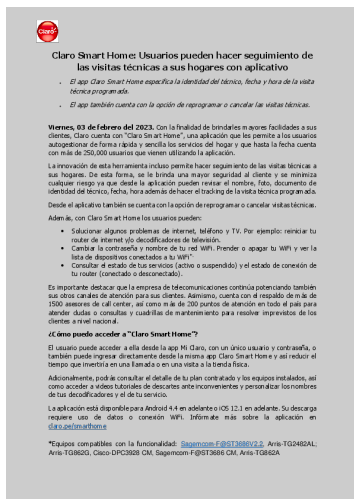 Claro
Claro Smart Home: Usuarios pueden hacer seguimiento de
las visitas técnicas a sus hogares con aplicativo
. El app Claro Smart Home especifica la identidad del técnico, fecha y hora de la visita
técnica programada.
. El app también cuenta con la opción de reprogramar o cancelar las visitas técnicas.
Viernes, 03 de febrero del 2023. Con la finalidad de brindarles mayores facilidades a sus
clientes, Claro cuenta con "Claro Smart Home", una aplicación que les permite a los usuarios
autogestionar de forma rápida y sencilla los servicios del hogar y que hasta la fecha cuenta
con más de 250,000 usuarios que vienen utilizando la aplicación.
La innovación de esta herramienta incluso permite hacer seguimiento de las visitas técnicas a
sus hogares. De esta forma, se le brinda una mayor seguridad al cliente y se minimiza
cualquier riesgo ya que desde la aplicación pueden revisar el nombre, foto, documento de
identidad del técnico, fecha, hora además de hacer el tracking de la visita técnica programada.
Desde el aplicativo también se cuenta con la opción de reprogramar o cancelar visitas técnicas.
Además, con Claro Smart Home los usuarios pueden:
• Solucionar algunos problemas de internet, teléfono y TV. Por ejemplo: reiniciar tu
router de internet y/o decodificadores de televisión.
• Cambiar la contraseña y nombre de tu red WiFi. Prender o apagar tu WiFi y ver la
lista de dispositivos conectados a tu WiFi*
• Consultar el estado de tus servicios (activo o suspendido) y el estado de conexión de
tu router (conectado o desconectado).
Es importante destacar que la empresa de telecomunicaciones continúa potenciando también
sus otros canales de atención para sus clientes. Asimismo, cuenta con el respaldo de más de
1500 asesores de call center, así como más de 200 puntos de atención en todo el país para
atender dudas o consultas y cuadrillas de mantenimiento para resolver imprevistos de los
clientes a nivel nacional.
¿Cómo puedo acceder a "Claro Smart Home"?
El usuario puede acceder a ella desde la app Mi Claro, con un único usuario y contraseña, o
también puede ingresar directamente desde la misma app Claro Smart Home y así reducir el
tiempo que invertiría en una llamada o en una visita a la tienda física.
Adicionalmente, podrás consultar el detalle de tu plan contratado y los equipos instalados, así
como acceder a videos tutoriales de descartes ante inconvenientes y personalizar los nombres
de tus decodificadores y el de tu servicio.
La aplicación está disponible para Android 4.4 en adelante o iOS 12.1 en adelante. Su descarga
requiere uso de datos o conexión WiFi. Infórmate más sobre la aplicación en
claro.pe/smarthome
*Equipos compatibles con la funcionalidad: Sagemcom-F@ST3686V2.2, Arris-TG2482AL;
Arris-TG862G, Cisco-DPC3928 CM, Sagemcom-F@ST3686 CM, Arris-TG862A